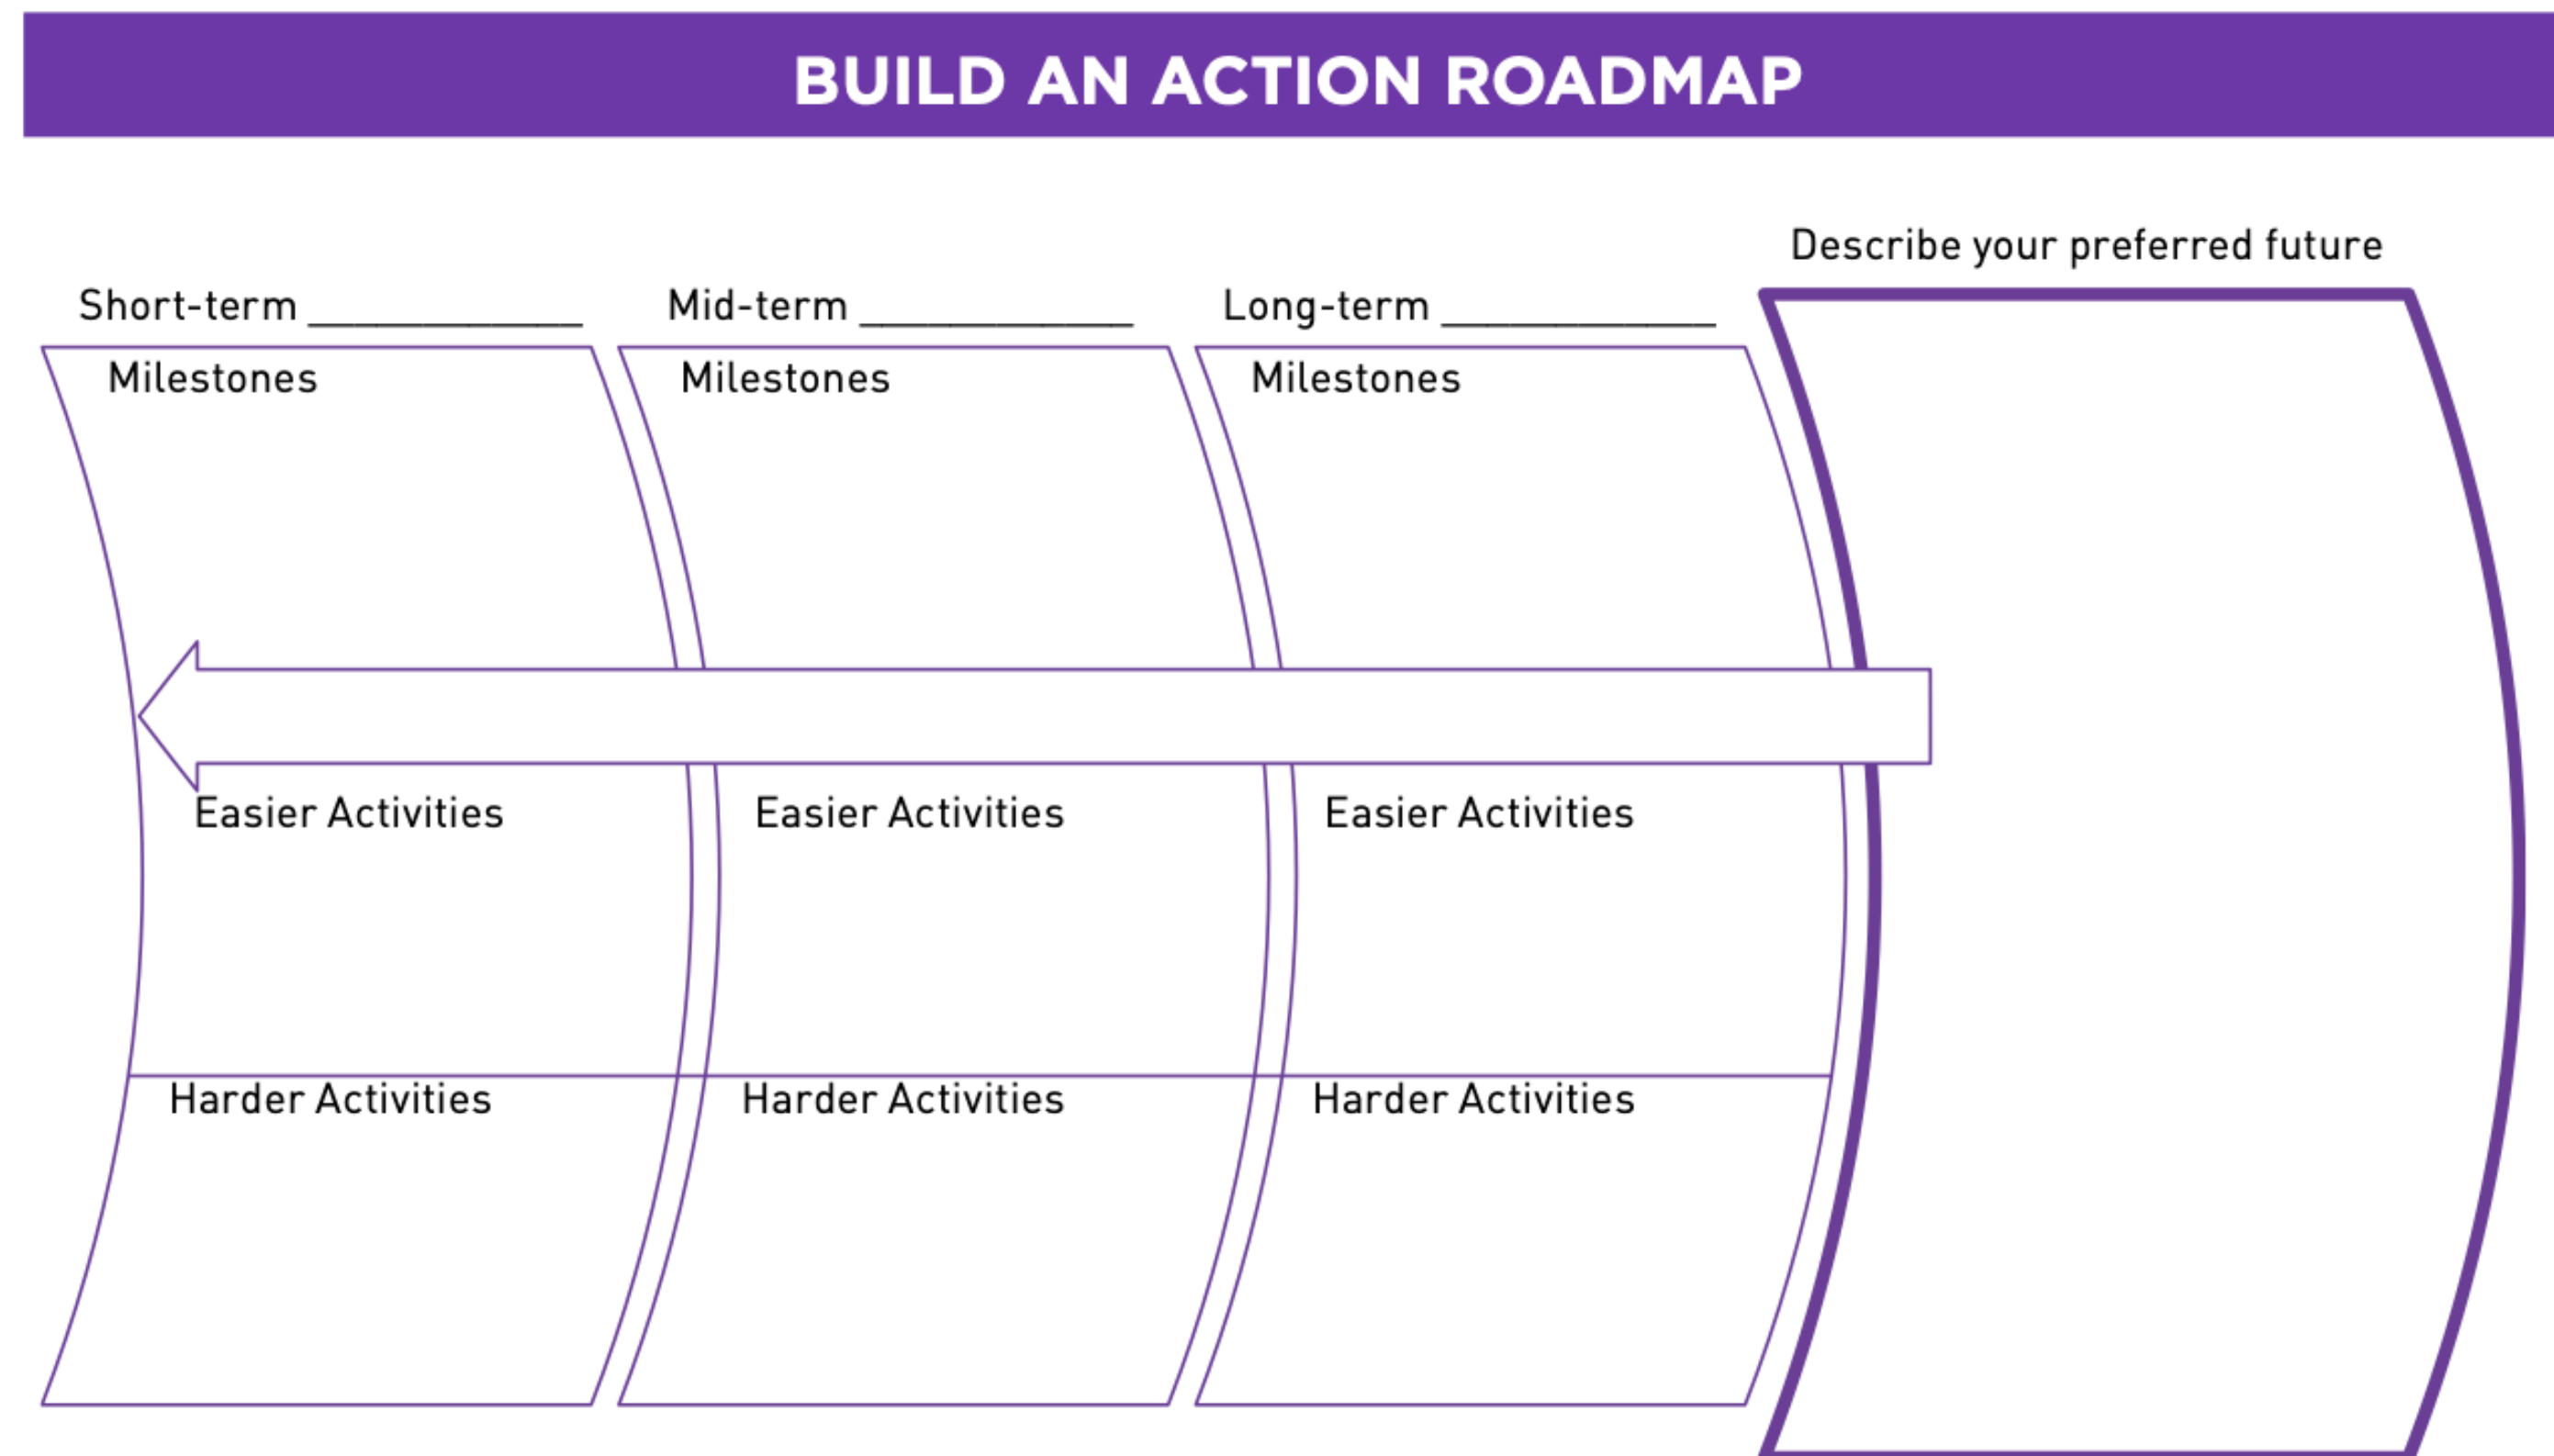 BUILD AN ACTION ROADMAP
Describe your preferred future
Short-term ____________ Mid-term ____________ Long-term ____________
Milestones Milestones Milestones
Easier Activities Easier Activities Easier Activities
Harder Activities Harder Activities Harder Activities